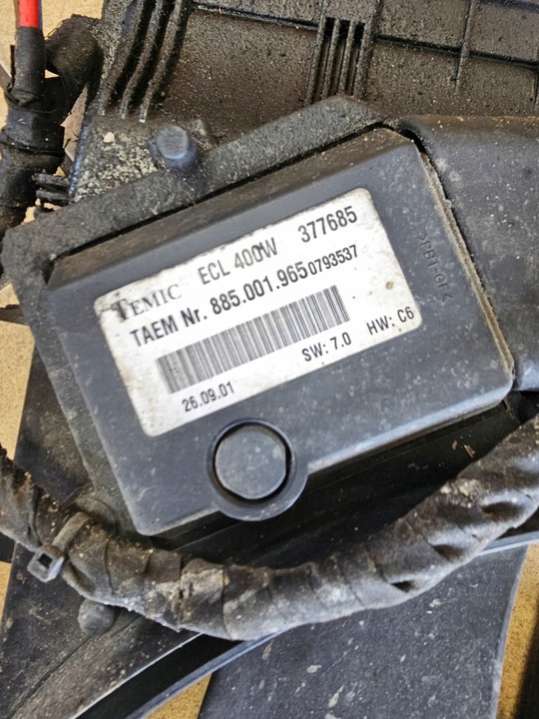 TEMIC ECL 400W 377685
TAEM Nr. 885.001.965 0793537
26.09.01 SW: 7.0 HW: C6